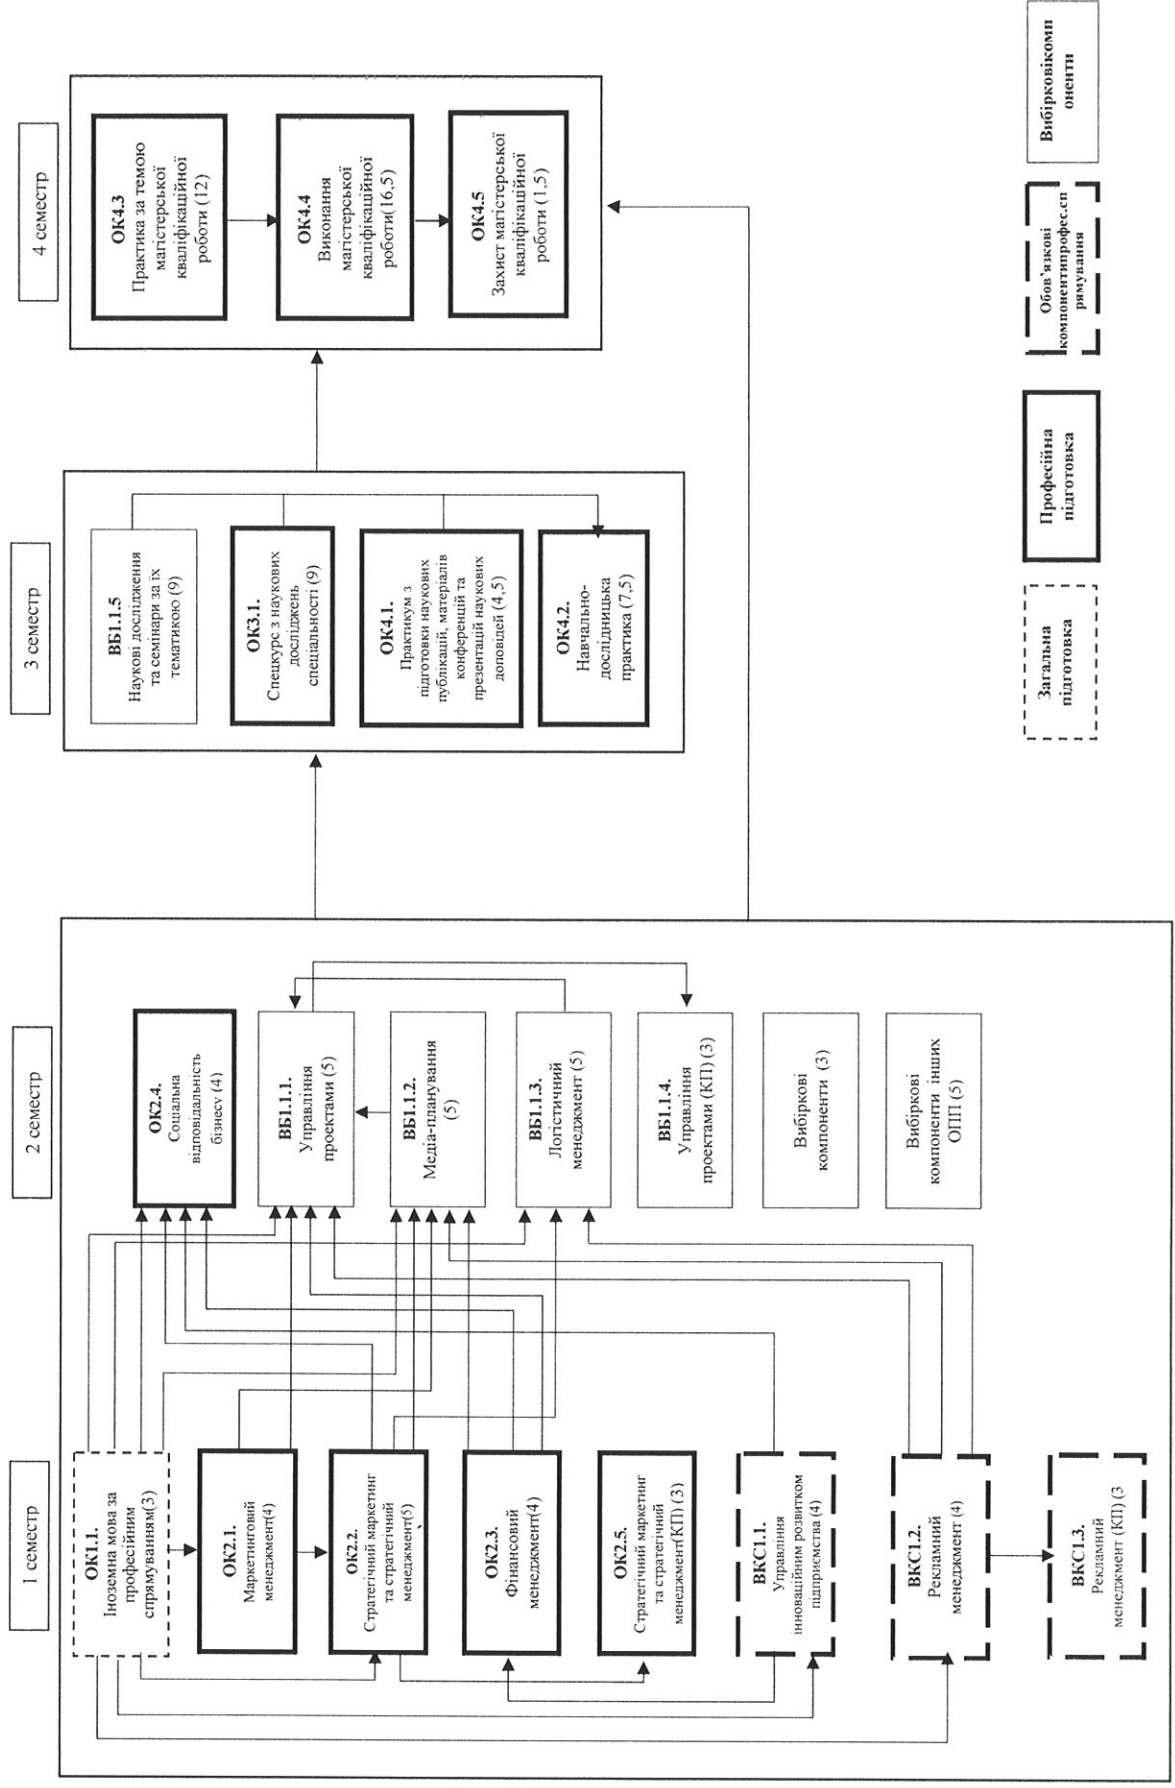 1 семестр
ОК1.1.
Іноземна мова за
професійним
спрямуванням(3)
ОК2.1.
Маркетинговий
менеджмент(4)
ОК2.2.
Стратегічний маркетинг
та стратегічний
менеджмент(5)
ОК2.3.
Фінансовий
менеджмент(4)
ОК2.5.
Стратегічний маркетинг
та стратегічний
менеджмент(КП) (3)
ВКС1.1.
Управління
інноваційним розвитком
підприємства (4)
ВКС1.2.
Рекламний
менеджмент (4)
ВКС1.3.
Рекламний
менеджмент (КП) (3
2 семестр
ОК2.4.
Соціальна
відповідальність
бізнесу (4)
ВБ1.1.1.
Управління
проектами (5)
ВБ1.1.2.
Медіа-планування
(5)
ВБ1.1.3.
Логістичний
менеджмент (5)
ВБ1.1.4.
Управління
проектами (КП) (3)
Вибіркові
компоненти (3)
Вибіркові
компоненти інших
ОПП (5)
3 семестр
ВБ1.1.5
Наукові дослідження
та семінари за їх
тематикою (9)
ОК3.1.
Спецкурс з наукових
досліджень
спеціальності (9)
ОК4.1.
Практикум з
підготовки наукових
публікацій, матеріалів
конференцій та
презентацій наукових
доповідей (4,5)
ОК4.2.
Навчально-
дослідницька
практика (7,5)
4 семестр
ОК4.3
Практика за темою
магістерської
кваліфікаційної
роботи (12)
ОК4.4
Виконання
магістерської
кваліфікаційної
роботи(16,5)
ОК4.5
Захист магістерської
кваліфікаційної
роботи (1,5)
Загальна
підготовка
Професійна
підготовка
Обов'язкові
компонентипрофес.сп
рямування
Вибірковікомп
оненти